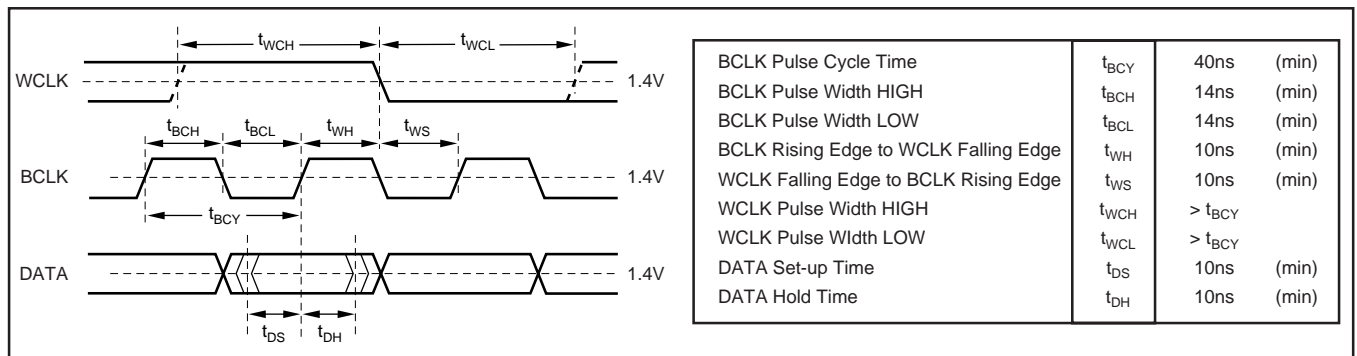 tWCH tWCL
WCLK 1.4V
tBCH tBCL tWH tWS
BCLK 1.4V
tBCY
DATA 1.4V
tDS tDH
BCLK Pulse Cycle Time tBCY 40ns (min)
BCLK Pulse Width HIGH tBCH 14ns (min)
BCLK Pulse Width LOW tBCL 14ns (min)
BCLK Rising Edge to WCLK Falling Edge tWH 10ns (min)
WCLK Falling Edge to BCLK Rising Edge tWS 10ns (min)
WCLK Pulse Width HIGH tWCH > tBCY
WCLK Pulse WIdth LOW tWCL > tBCY
DATA Set-up Time tDS 10ns (min)
DATA Hold Time tDH 10ns (min)